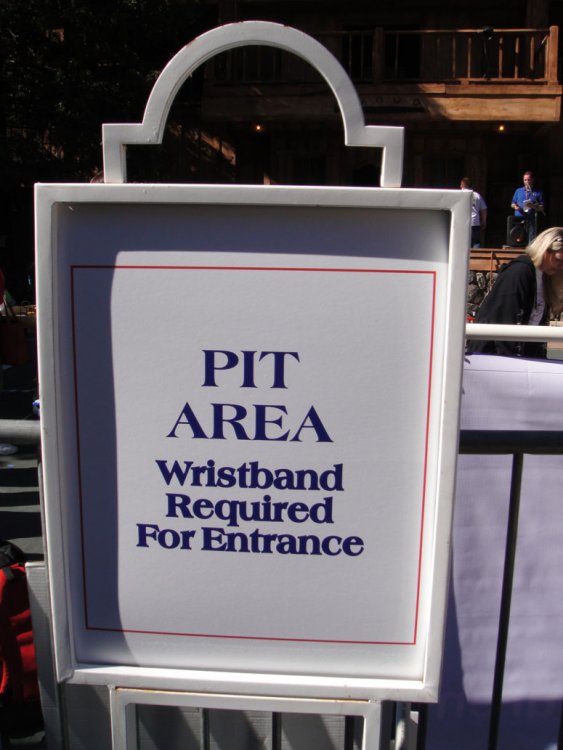 PIT
AREA
Wristband
Required
For Entrance